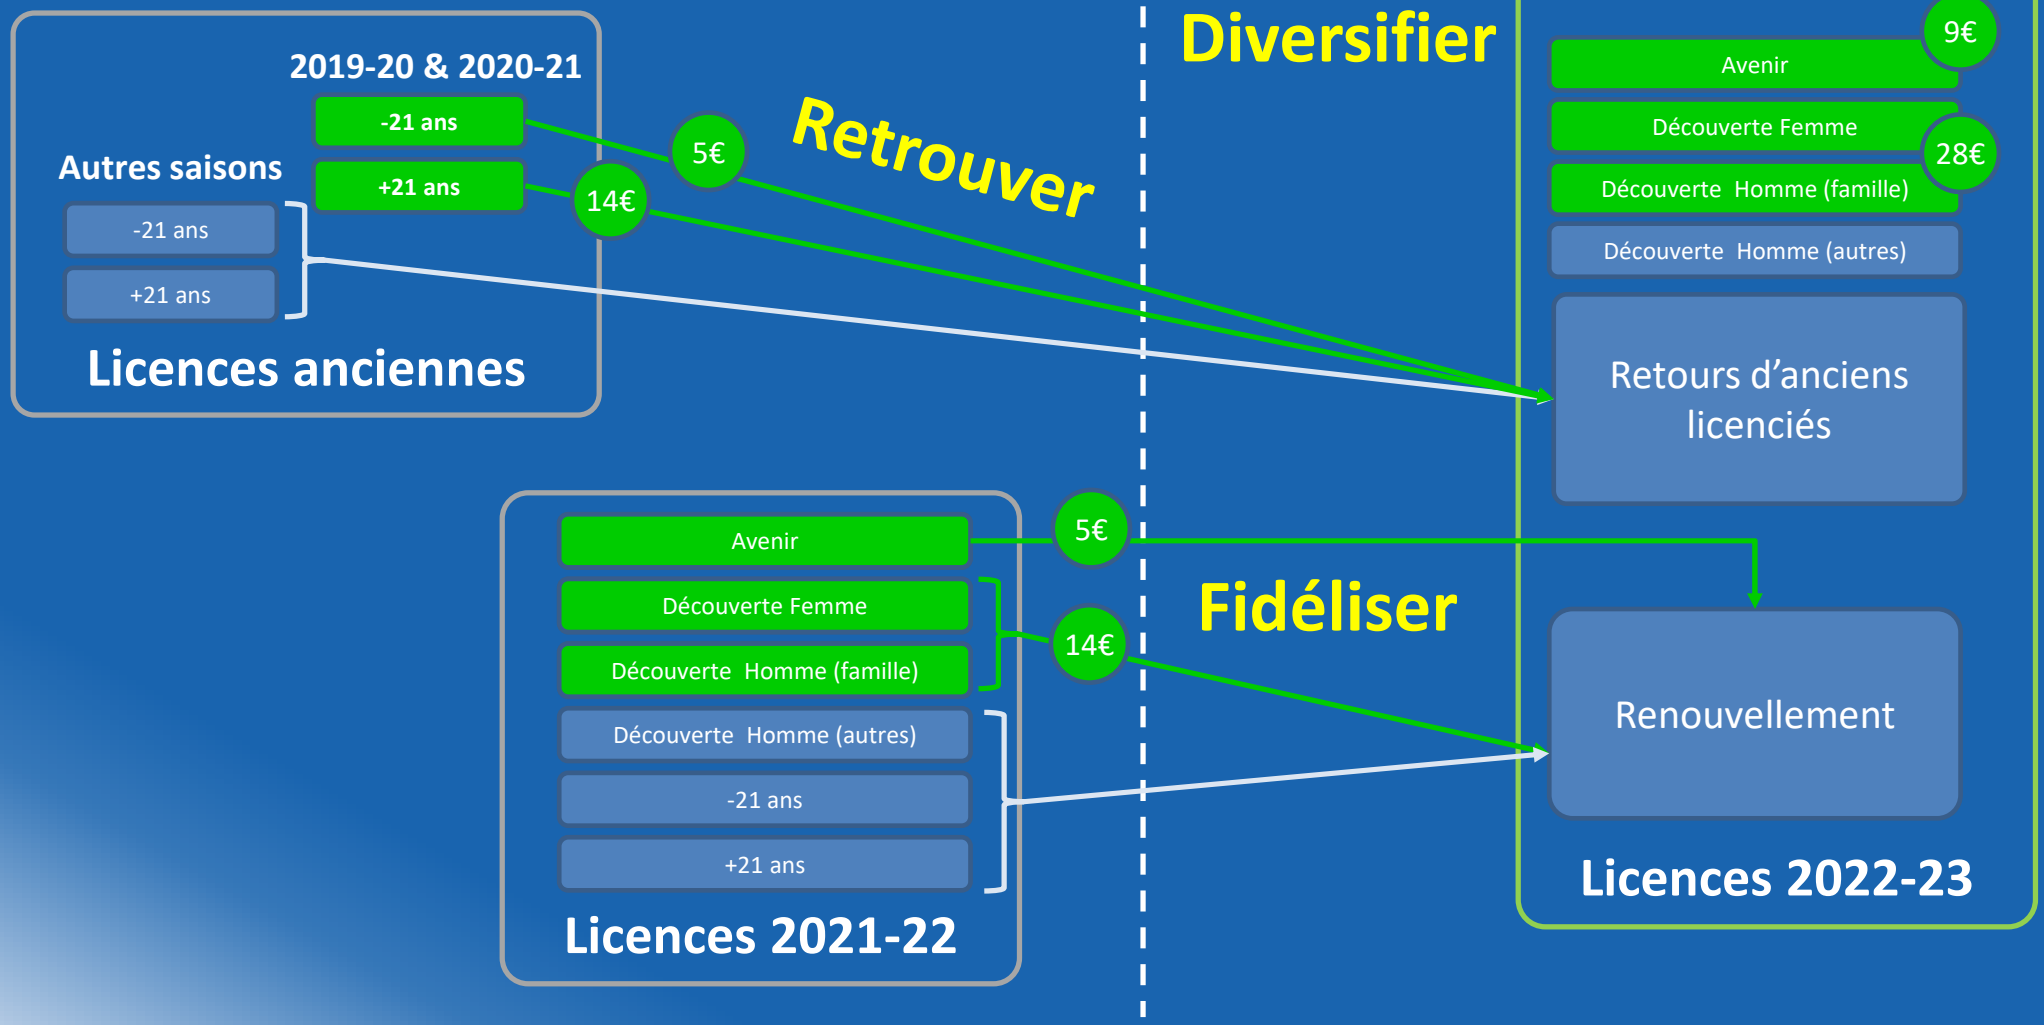 2019-20 & 2020-21
-21 ans
+21 ans
Autres saisons
-21 ans
+21 ans
Licences anciennes
5€
14€
Retrouver
Diversifier
9€
Avenir
Découverte Femme
28€
Découverte Homme (famille)
Découverte Homme (autres)
Retours d’anciens
licenciés
Avenir
Découverte Femme
Découverte Homme (famille)
Découverte Homme (autres)
-21 ans
+21 ans
Licences 2021-22
5€
14€
Fidéliser
Renouvellement
Licences 2022-23